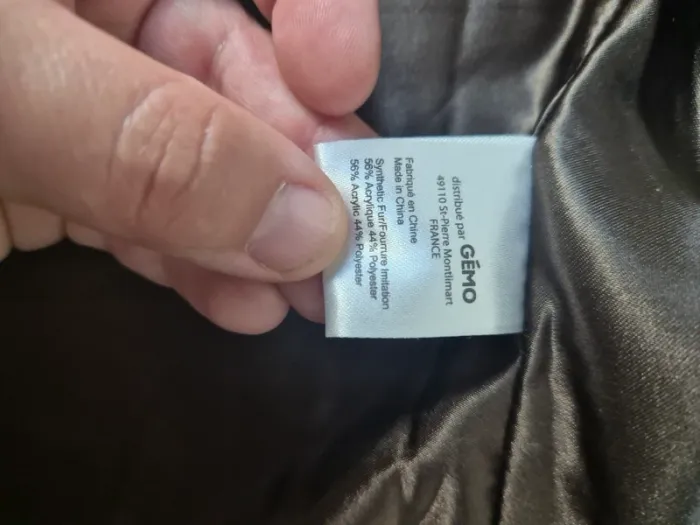 distribué par GÉMO
49110 St-Pierre Montlimart
FRANCE
Fabriqué en Chine
Made in China
Synthetic Fur/Fourrure Imitation
56% Acrylique 44% Polyester
56% Acrylic 44% Polyester